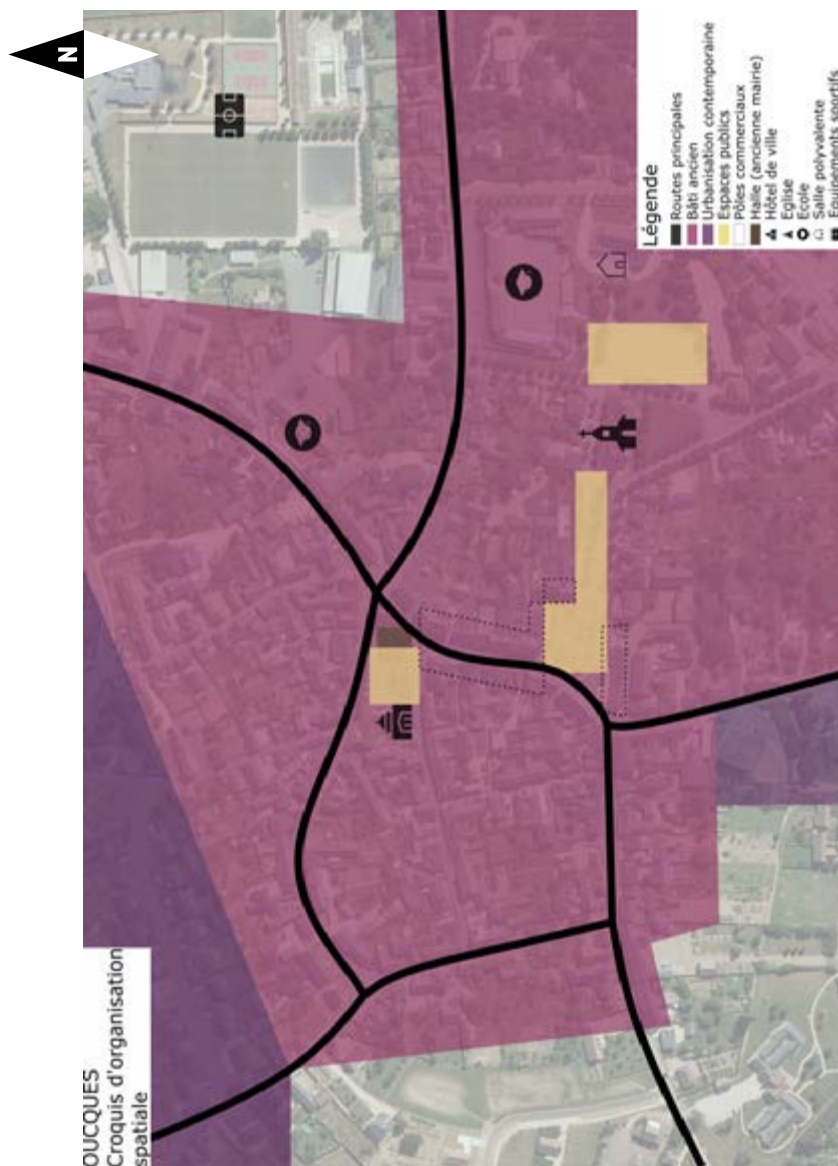 N
OUCQUES
Croquis d'organisation
spatiale
Légende
Routes principales
Bâti ancien
Urbanisation contemporaine
Espaces publics
Pôles commerciaux
Halle (ancienne mairie)
Hôtel de ville
Eglise
Ecole
Salle polyvalente
Equipements sportifs